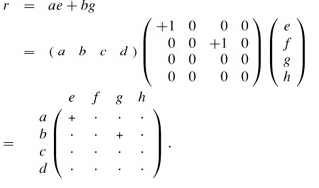 r = ae + bg
= ( a b c d ) ( +1 0 0 0
0 0 +1 0
0 0 0 0
0 0 0 0 ) ( e
f
g
h )
e f g h
= a ( + · · ·
b · · + ·
c · · · ·
d · · · · ) .